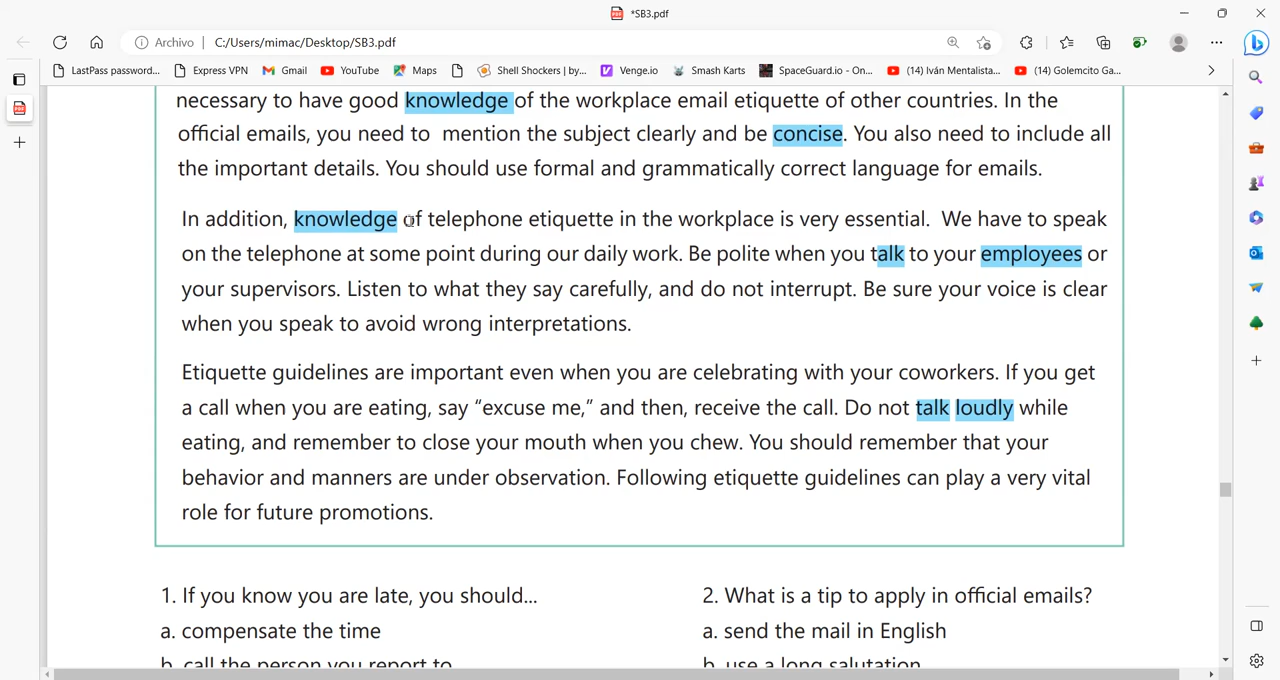 *SB3.pdf
Archivo | C:/Users/mimac/Desktop/SB3.pdf
LastPass password... Express VPN Gmail YouTube Maps Shell Shockers | by... Venge.io Smash Karts SpaceGuard.io - On... (14) Iván Mentalista... (14) Golemcito Ga...
necessary to have good knowledge of the workplace email etiquette of other countries. In the
official emails, you need to mention the subject clearly and be concise. You also need to include all
the important details. You should use formal and grammatically correct language for emails.
In addition, knowledge of telephone etiquette in the workplace is very essential. We have to speak
on the telephone at some point during our daily work. Be polite when you talk to your employees or
your supervisors. Listen to what they say carefully, and do not interrupt. Be sure your voice is clear
when you speak to avoid wrong interpretations.
Etiquette guidelines are important even when you are celebrating with your coworkers. If you get
a call when you are eating, say “excuse me,” and then, receive the call. Do not talk loudly while
eating, and remember to close your mouth when you chew. You should remember that your
behavior and manners are under observation. Following etiquette guidelines can play a very vital
role for future promotions.
1. If you know you are late, you should...
a. compensate the time
b. call the person you report to
2. What is a tip to apply in official emails?
a. send the mail in English
b. use a long salutation